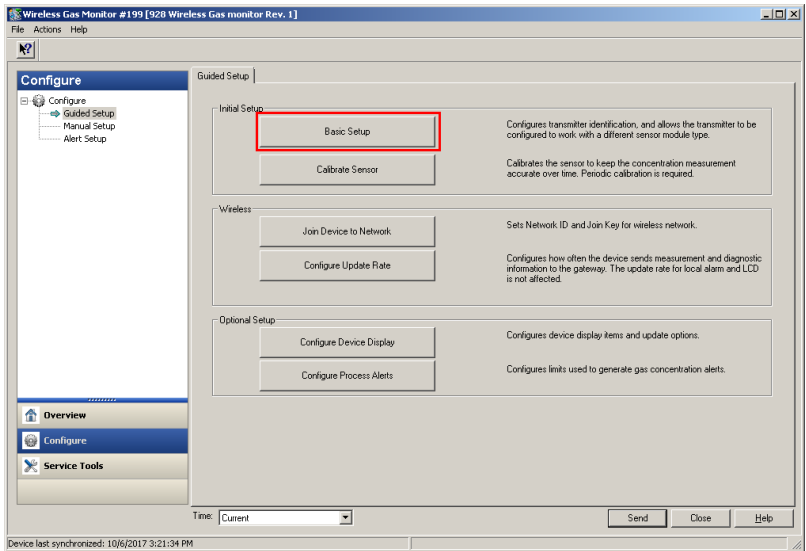 Wireless Gas Monitor #199 [928 Wireless Gas monitor Rev. 1]
File Actions Help
Configure
Configure
Guided Setup
Manual Setup
Alert Setup
Overview
Configure
Service Tools
Guided Setup
Initial Setup
Basic Setup
Configures transmitter identification, and allows the transmitter to be
configured to work with a different sensor module type.
Calibrate Sensor
Calibrates the sensor to keep the concentration measurement
accurate over time. Periodic calibration is required.
Wireless
Join Device to Network
Sets Network ID and Join Key for wireless network.
Configure Update Rate
Configures how often the device sends measurement and diagnostic
information to the gateway. The update rate for local alarm and LCD
is not affected.
Optional Setup
Configure Device Display
Configures device display items and update options.
Configure Process Alerts
Configures limits used to generate gas concentration alerts.
Time: Current
Send Close Help
Device last synchronized: 10/6/2017 3:21:34 PM